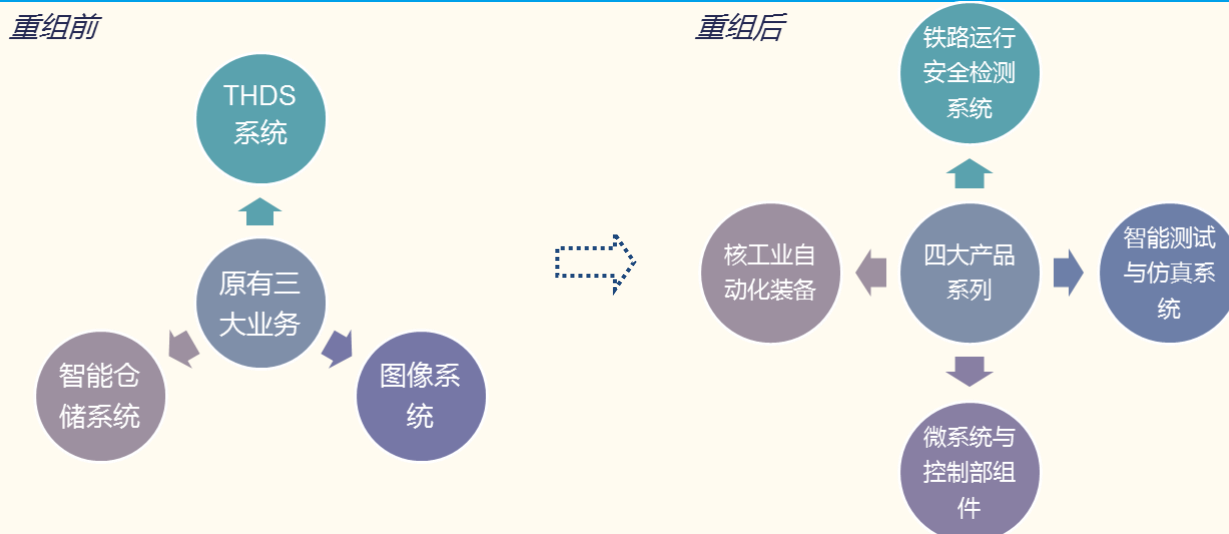 重组前
THDS
系统
原有三
大业务
智能仓
储系统
图像系
统
重组后
铁路运行
安全检测
系统
核工业自
动化装备
四大产品
系列
智能测试
与仿真系
统
微系统与
控制部组
件